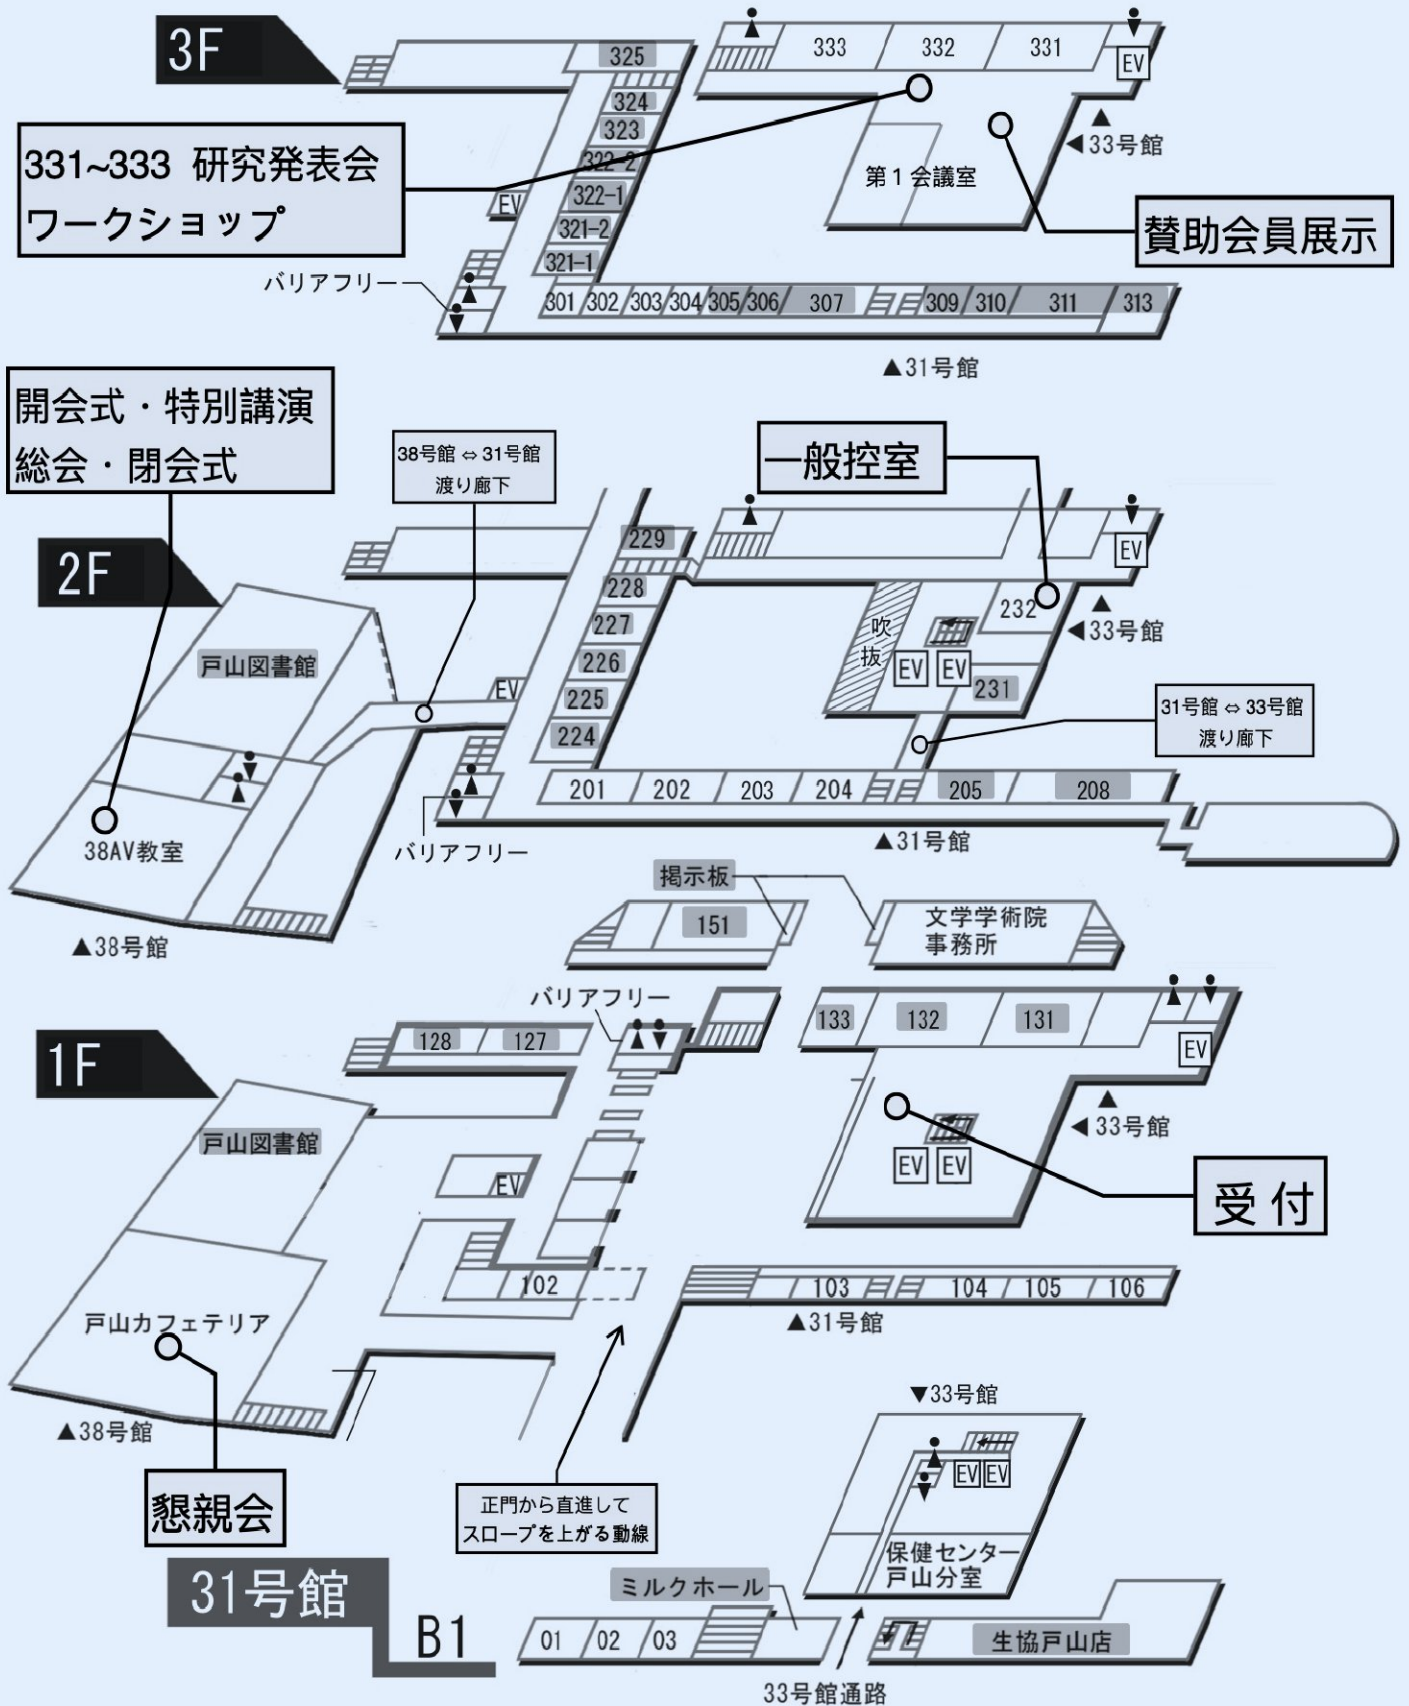 3F
325
333
332
331
EV
324
323
322-2
322-1
321-2
321-1
EV
◀33号館
第1会議室
331~333 研究発表会
ワークショップ
賛助会員展示
バリアフリー
301
302
303
304
305
306
307
309
310
311
313
▲31号館
開会式・特別講演
総会・閉会式
38号館⇔31号館
渡り廊下
一般控室
2F
229
228
227
226
225
224
EV
EV
232
◀33号館
吹
抜
EV
EV
231
戸山図書館
31号館⇔33号館
渡り廊下
201
202
203
204
205
208
38AV教室
バリアフリー
▲31号館
▲38号館
掲示板
151
文学学術院
事務所
バリアフリー
1F
128
127
133
132
131
EV
◀33号館
戸山図書館
EV
EV
EV
受付
102
103
104
105
106
▲31号館
戸山カフェテリア
▲38号館
▼33号館
懇親会
正門から直進して
スロープを上がる動線
EV
EV
保健センター
戸山分室
31号館
B1
ミルクホール
01
02
03
生協戸山店
33号館通路